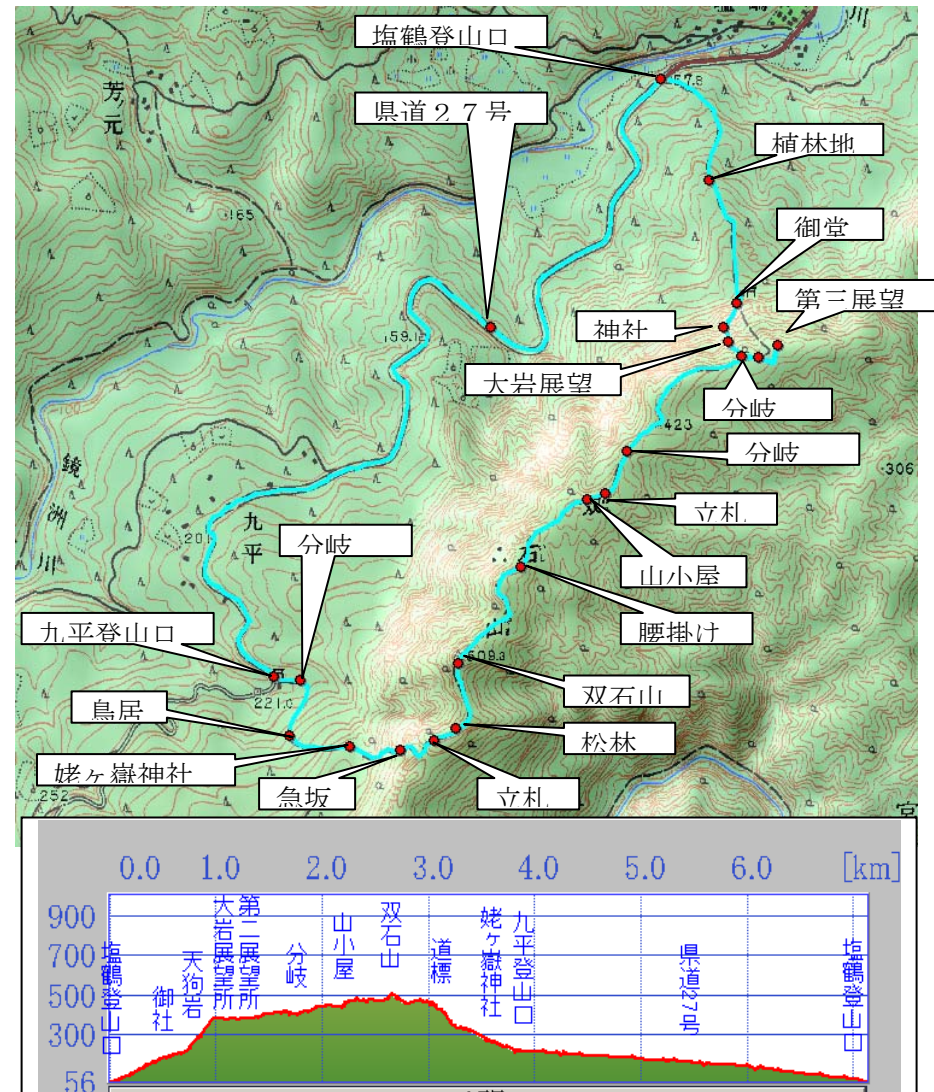 塩鶴登山口
川
57.8
芳元
県道２７号
植林地
165
御堂
第三展望
神社
159.1
大岩展望
分岐
423
分岐
306
鏡洲川
201
立札
九平
分岐
双石山
山小屋
腰掛け
九平登山口
509.3
双石山
221.0
鳥居
松林
姥ヶ嶽神社
急坂
立札
252
宮
0.0 1.0 2.0 3.0 4.0 5.0 6.0 [km]
900
700
500
300
56
塩鶴登山口
御社
天狗岩
大岩展望所
第二展望所
分岐
山小屋
双石山
道標
姥ヶ嶽神社
九平登山口
県道27号
塩鶴登山口